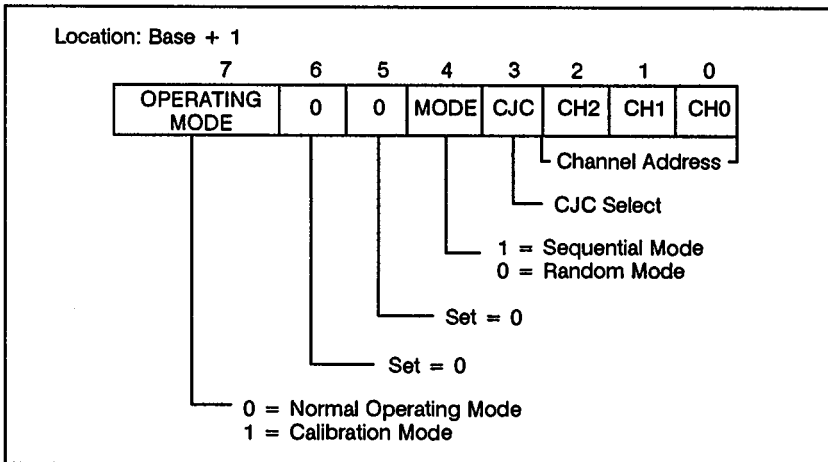 Location: Base + 1
7 6 5 4 3 2 1 0
OPERATING MODE 0 0 MODE CJC CH2 CH1 CH0
Channel Address
CJC Select
1 = Sequential Mode
0 = Random Mode
Set = 0
Set = 0
0 = Normal Operating Mode
1 = Calibration Mode